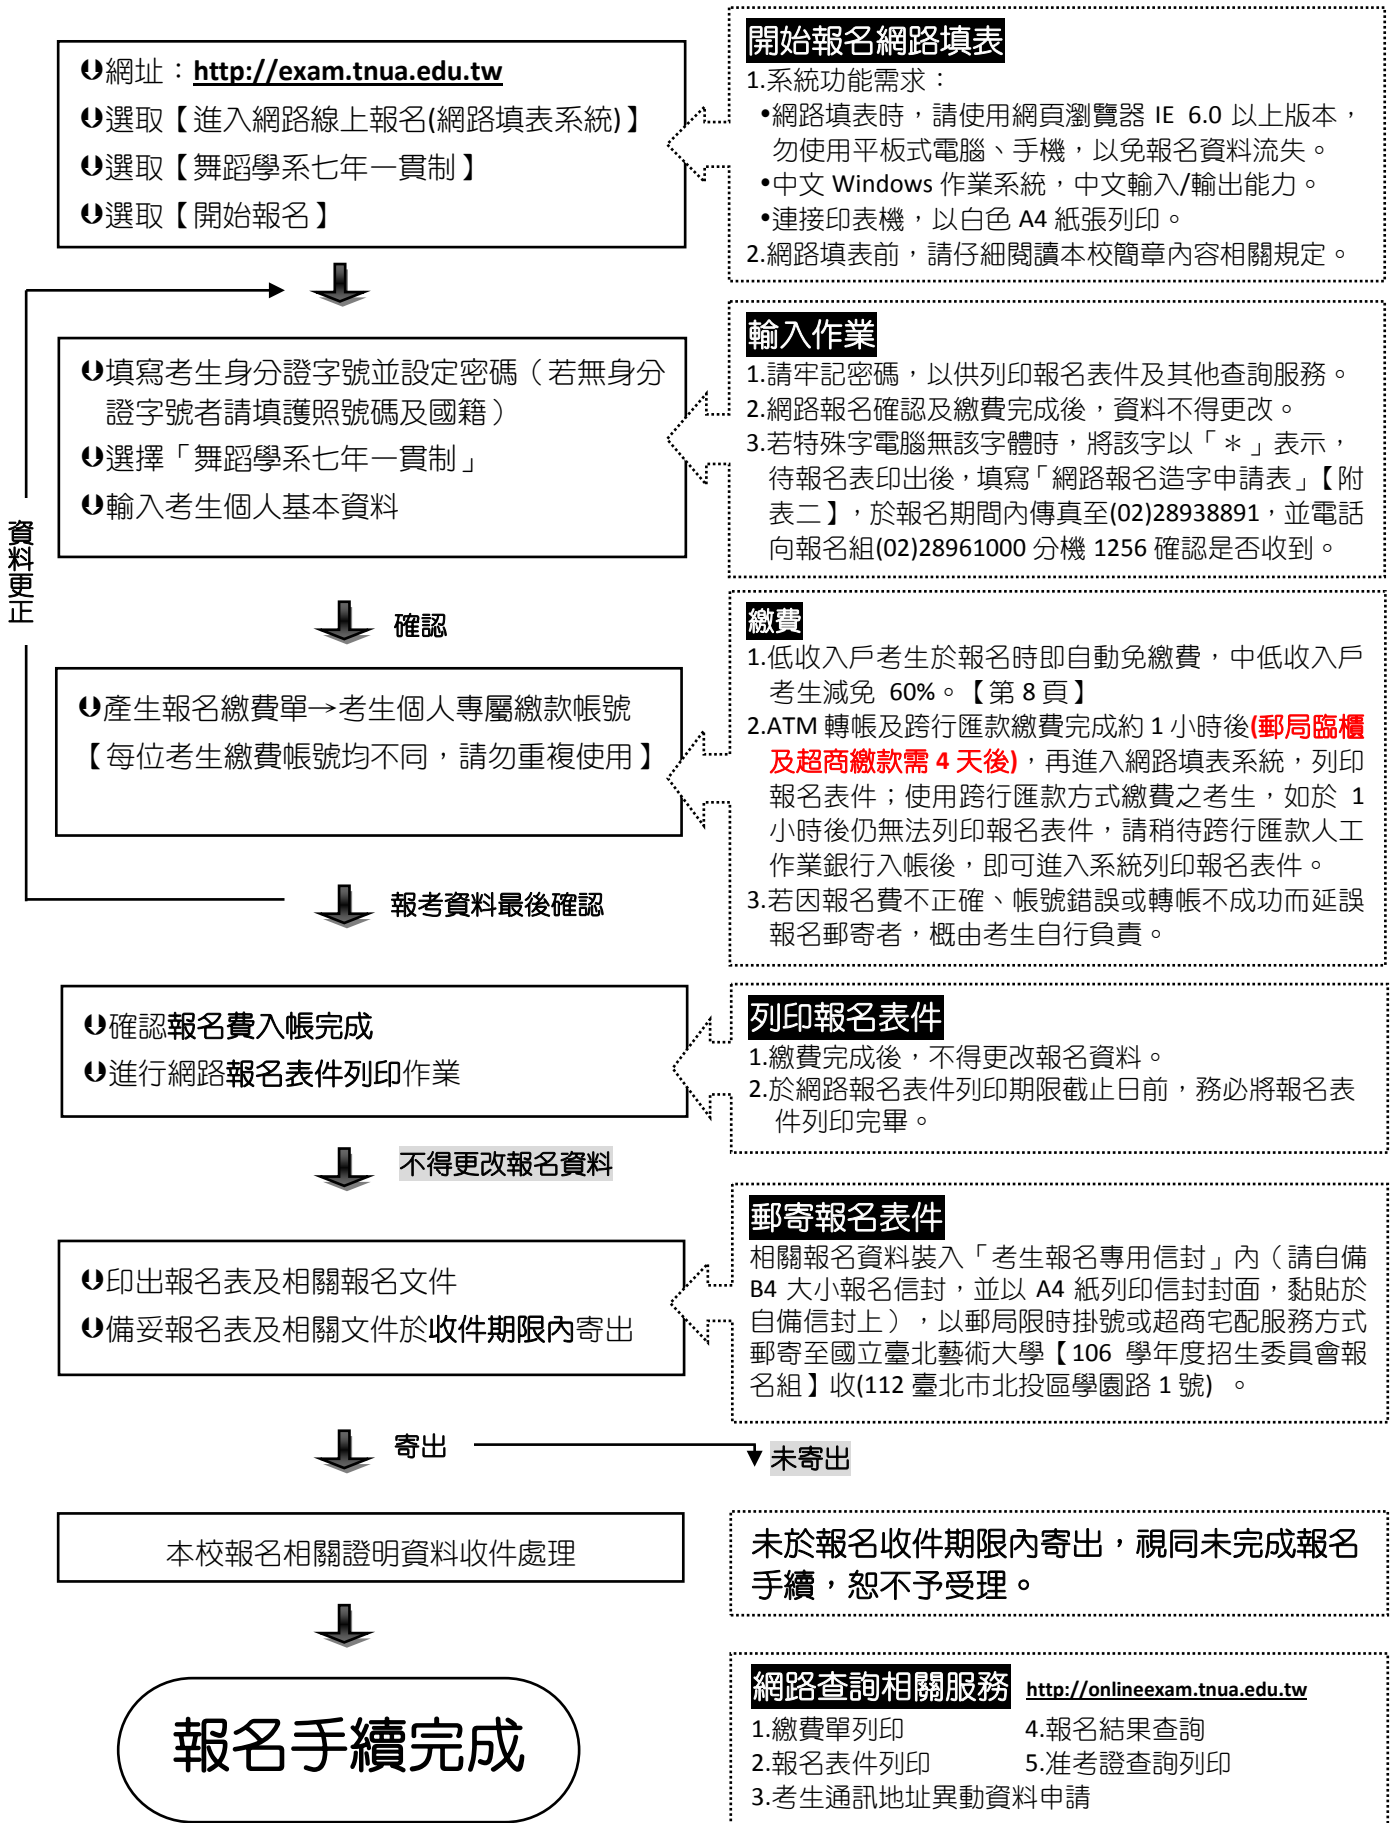 開始報名網路填表
1.系統功能需求：
•網路填表時，請使用網頁瀏覽器 IE 6.0 以上版本，
勿使用平板式電腦、手機，以免報名資料流失。
•中文 Windows 作業系統，中文輸入/輸出能力。
•連接印表機，以白色 A4 紙張列印。
2.網路填表前，請仔細閱讀本校簡章內容相關規定。
網址：http://exam.tnua.edu.tw
選取【進入網路線上報名(網路填表系統)】
選取【舞蹈學系七年一貫制】
選取【開始報名】
輸入作業
1.請牢記密碼，以供列印報名表件及其他查詢服務。
2.網路報名確認及繳費完成後，資料不得更改。
3.若特殊字電腦無該字體時，將該字以「＊」表示，
待報名表印出後，填寫「網路報名造字申請表」【附
表二】，於報名期間內傳真至(02)28938891，並電話
向報名組(02)28961000 分機 1256 確認是否收到。
填寫考生身分證字號並設定密碼（若無身分
證字號者請填護照號碼及國籍）
選擇「舞蹈學系七年一貫制」
輸入考生個人基本資料
資料更正
確認
繳費
1.低收入戶考生於報名時即自動免繳費，中低收入戶
考生減免 60%。【第 8 頁】
2.ATM 轉帳及跨行匯款繳費完成約 1 小時後(郵局臨櫃
及超商繳款需 4 天後)，再進入網路填表系統，列印
報名表件；使用跨行匯款方式繳費之考生，如於 1
小時後仍無法列印報名表件，請稍待跨行匯款人工
作業銀行入帳後，即可進入系統列印報名表件。
3.若因報名費不正確、帳號錯誤或轉帳不成功而延誤
報名郵寄者，概由考生自行負責。
產生報名繳費單→考生個人專屬繳款帳號
【每位考生繳費帳號均不同，請勿重複使用】
報考資料最後確認
列印報名表件
1.繳費完成後，不得更改報名資料。
2.於網路報名表件列印期限截止日前，務必將報名表
件列印完畢。
確認報名費入帳完成
進行網路報名表件列印作業
不得更改報名資料
郵寄報名表件
相關報名資料裝入「考生報名專用信封」內（請自備
B4 大小報名信封，並以 A4 紙列印信封封面，黏貼於
自備信封上），以郵局限時掛號或超商宅配服務方式
郵寄至國立臺北藝術大學【106 學年度招生委員會報
名組】收(112 臺北市北投區學園路 1 號) 。
印出報名表及相關報名文件
備妥報名表及相關文件於收件期限內寄出
寄出
未寄出
本校報名相關證明資料收件處理
未於報名收件期限內寄出，視同未完成報名
手續，恕不予受理。
報名手續完成
網路查詢相關服務 http://onlineexam.tnua.edu.tw
1.繳費單列印 4.報名結果查詢
2.報名表件列印 5.准考證查詢列印
3.考生通訊地址異動資料申請